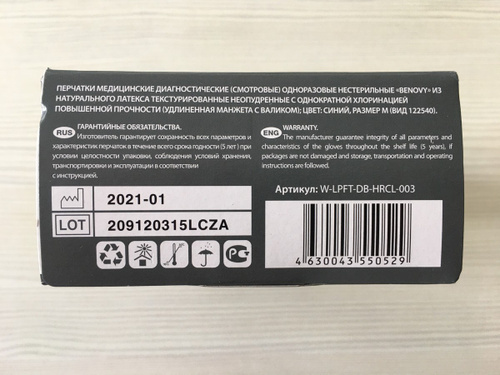 ПЕРЧАТКИ МЕДИЦИНСКИЕ ДИАГНОСТИЧЕСКИЕ (СМОТРОВЫЕ) ОДНОРАЗОВЫЕ НЕСТЕРИЛЬНЫЕ «BENOVY» ИЗ
НАТУРАЛЬНОГО ЛАТЕКСА ТЕКСТУРИРОВАННЫЕ НЕОПУДРЕННЫЕ С ОДНОКРАТНОЙ ХЛОРИНАЦИЕЙ
ПОВЫШЕННОЙ ПРОЧНОСТИ (УДЛИНЕННАЯ МАНЖЕТА С ВАЛИКОМ); ЦВЕТ: СИНИЙ, РАЗМЕР M (ВИД 122540).
RUS ГАРАНТИЙНЫЕ ОБЯЗАТЕЛЬСТВА.
Изготовитель гарантирует сохранность всех параметров и
характеристик перчаток в течение всего срока годности (5 лет) при
условии целостности упаковки, соблюдения условий хранения,
транспортировки и эксплуатации в соответствии
с инструкцией.
ENG WARRANTY.
The manufacturer guarantee integrity of all parameters and
characteristics of the gloves throughout the shelf life (5 years), if
packages are not damaged and storage, transportation and operating
instructions are followed.
2021-01
LOT 209120315LCZA
Артикул: W-LPFT-DB-HRCL-003
4 630043 550529